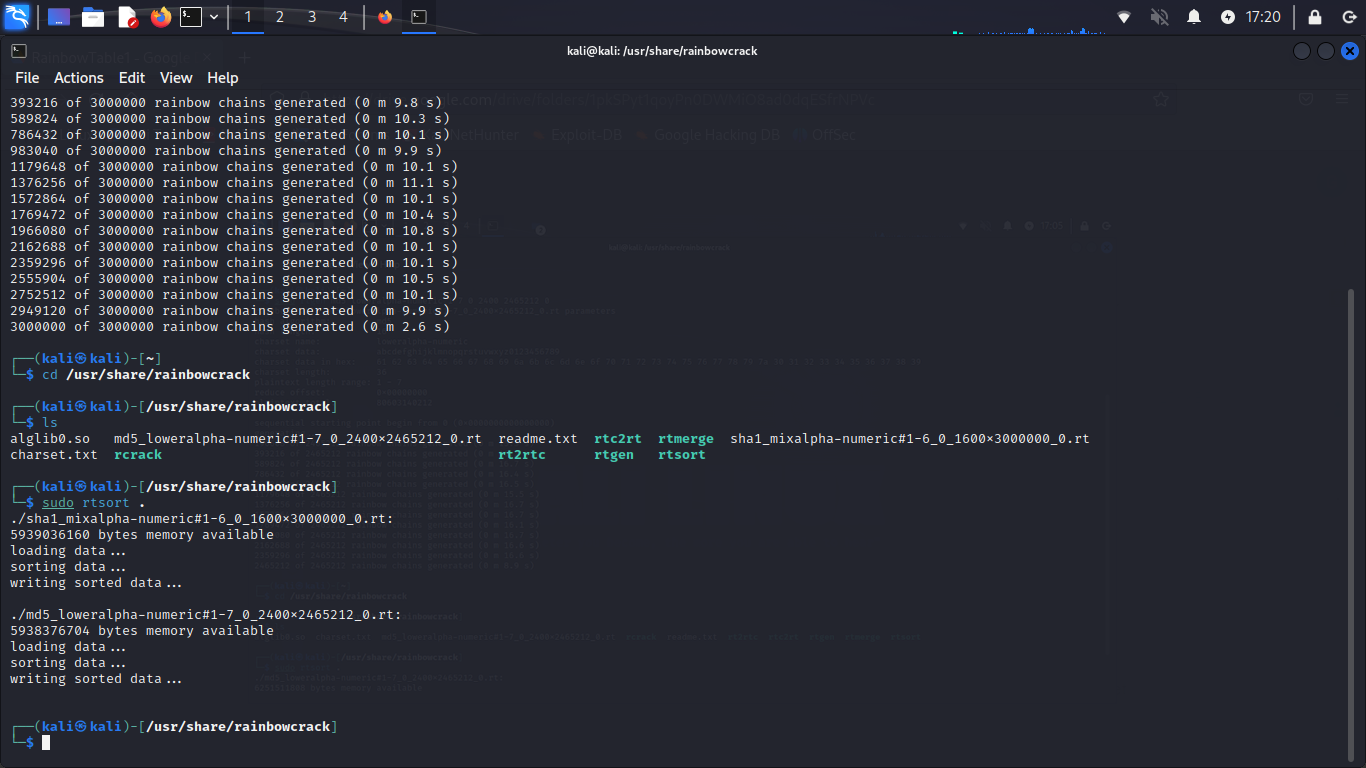 1 2 3 4 17:20
kali@kali: /usr/share/rainbowcrack
File Actions Edit View Help
393216 of 3000000 rainbow chains generated (0 m 9.8 s)
589824 of 3000000 rainbow chains generated (0 m 10.3 s)
786432 of 3000000 rainbow chains generated (0 m 10.1 s)
983040 of 3000000 rainbow chains generated (0 m 9.9 s)
1179648 of 3000000 rainbow chains generated (0 m 10.1 s)
1376256 of 3000000 rainbow chains generated (0 m 11.1 s)
1572864 of 3000000 rainbow chains generated (0 m 10.1 s)
1769472 of 3000000 rainbow chains generated (0 m 10.4 s)
1966080 of 3000000 rainbow chains generated (0 m 10.8 s)
2162688 of 3000000 rainbow chains generated (0 m 10.1 s)
2359296 of 3000000 rainbow chains generated (0 m 10.1 s)
2555904 of 3000000 rainbow chains generated (0 m 10.5 s)
2752512 of 3000000 rainbow chains generated (0 m 10.1 s)
2949120 of 3000000 rainbow chains generated (0 m 9.9 s)
3000000 of 3000000 rainbow chains generated (0 m 2.6 s)
┌──(kali㉿kali)-[~]
└─$ cd /usr/share/rainbowcrack
┌──(kali㉿kali)-[/usr/share/rainbowcrack]
└─$ ls
alglib0.so md5_loweralpha-numeric#1-7_0_2400×2465212_0.rt readme.txt rtc2rt rtmerge sha1_mixalpha-numeric#1-6_0_1600×3000000_0.rt
charset.txt rcrack rt2rtc rtgen rtsort
┌──(kali㉿kali)-[/usr/share/rainbowcrack]
└─$ sudo rtsort .
./sha1_mixalpha-numeric#1-6_0_1600×3000000_0.rt:
5939036160 bytes memory available
loading data...
sorting data...
writing sorted data...
./md5_loweralpha-numeric#1-7_0_2400×2465212_0.rt:
5938376704 bytes memory available
loading data...
sorting data...
writing sorted data...
┌──(kali㉿kali)-[/usr/share/rainbowcrack]
└─$